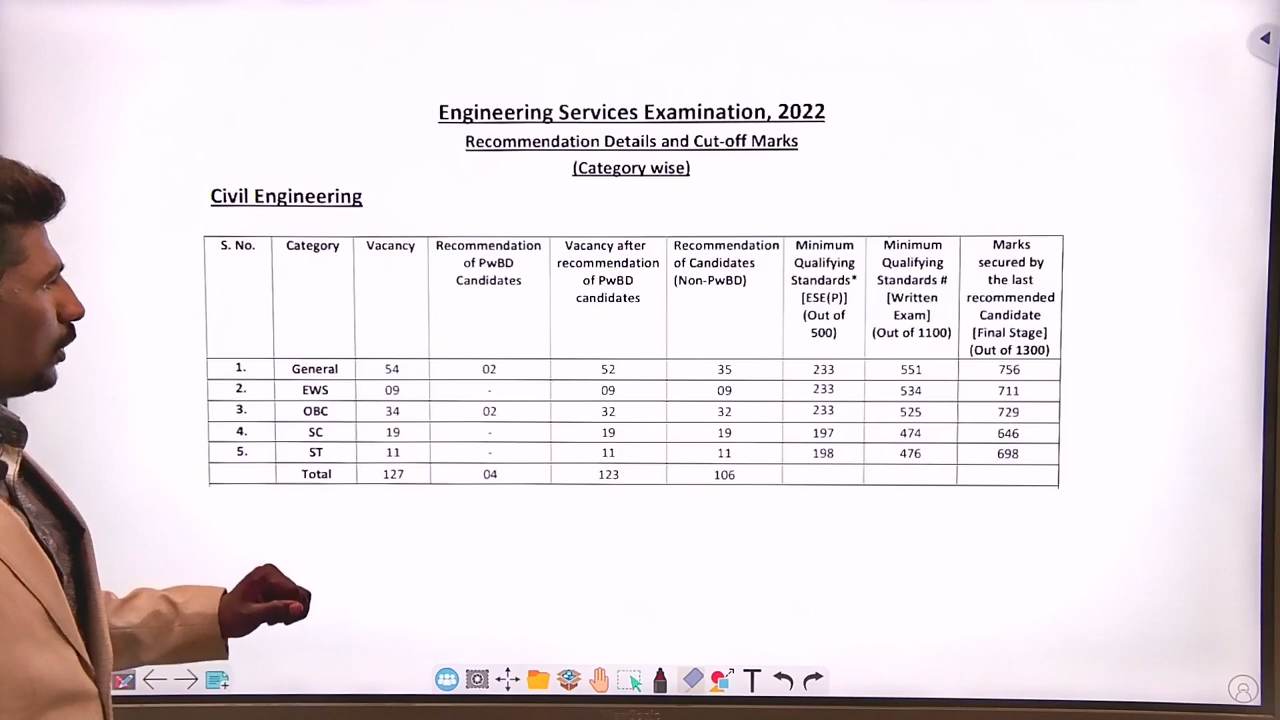 Engineering Services Examination, 2022
Recommendation Details and Cut-off Marks
(Category wise)
Civil Engineering
S. No. Category Vacancy Recommendation of PwBD Candidates Vacancy after recommendation of PwBD candidates Recommendation of Candidates (Non-PwBD) Minimum Qualifying Standards* [ESE(P)] (Out of 500) Minimum Qualifying Standards # [Written Exam] (Out of 1100) Marks secured by the last recommended Candidate [Final Stage] (Out of 1300)
1. General 54 02 52 35 233 551 756
2. EWS 09 - 09 09 233 534 711
3. OBC 34 02 32 32 233 525 729
4. SC 19 - 19 19 197 474 646
5. ST 11 - 11 11 198 476 698
Total 127 04 123 106
ViewSonic